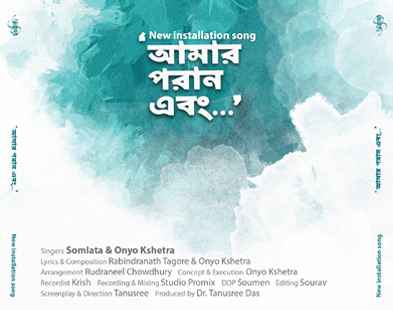 New installation song
‘আমার
পরান
এবং...’
Singers Somlata & Onyo Kshetra
Lyrics & Composition Rabindranath Tagore & Onyo Kshetra
Arrangement Rudraneel Chowdhury Concept & Execution Onyo Kshetra
Recordist Krish Recording & Mixing Studio Promix DOP Soumen Editing Sourav
Screenplay & Direction Tanusree Produced by Dr. Tanusree Das
‘আমার পরান এবং...’
New installation song
‘আমার পরান এবং...’
New installation song